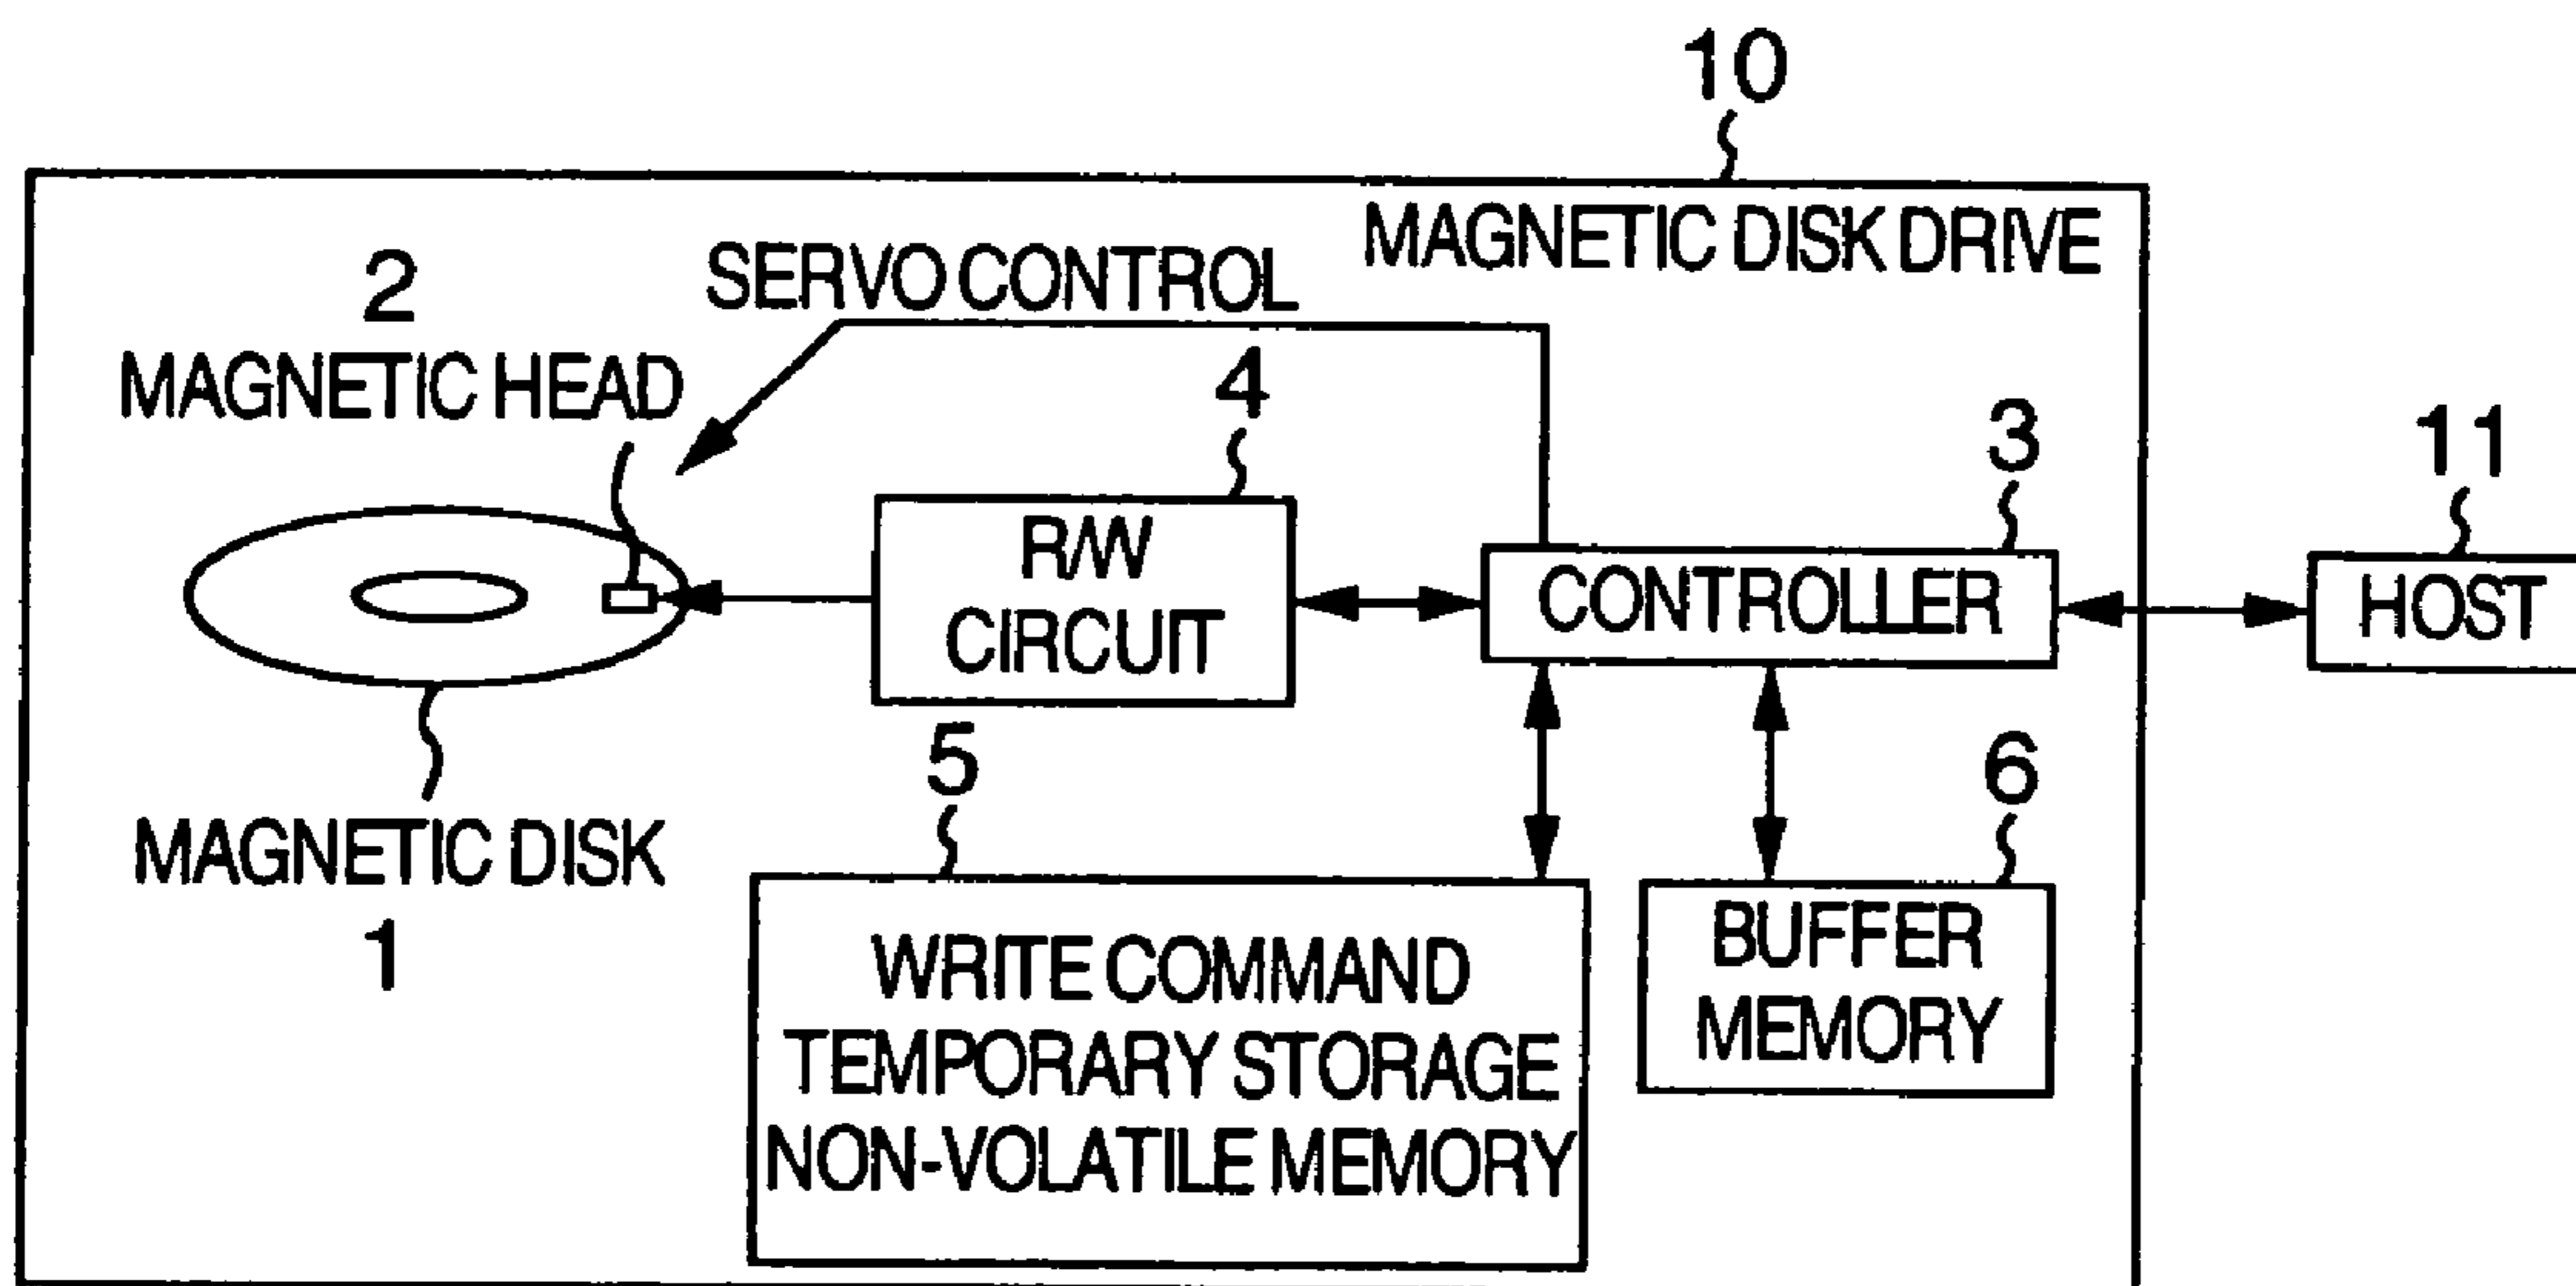 10
MAGNETIC DISK DRIVE
SERVO CONTROL
2
MAGNETIC HEAD
4
3
11
R/W
CIRCUIT
CONTROLLER
HOST
5
6
MAGNETIC DISK
1
WRITE COMMAND
TEMPORARY STORAGE
NON-VOLATILE MEMORY
BUFFER
MEMORY